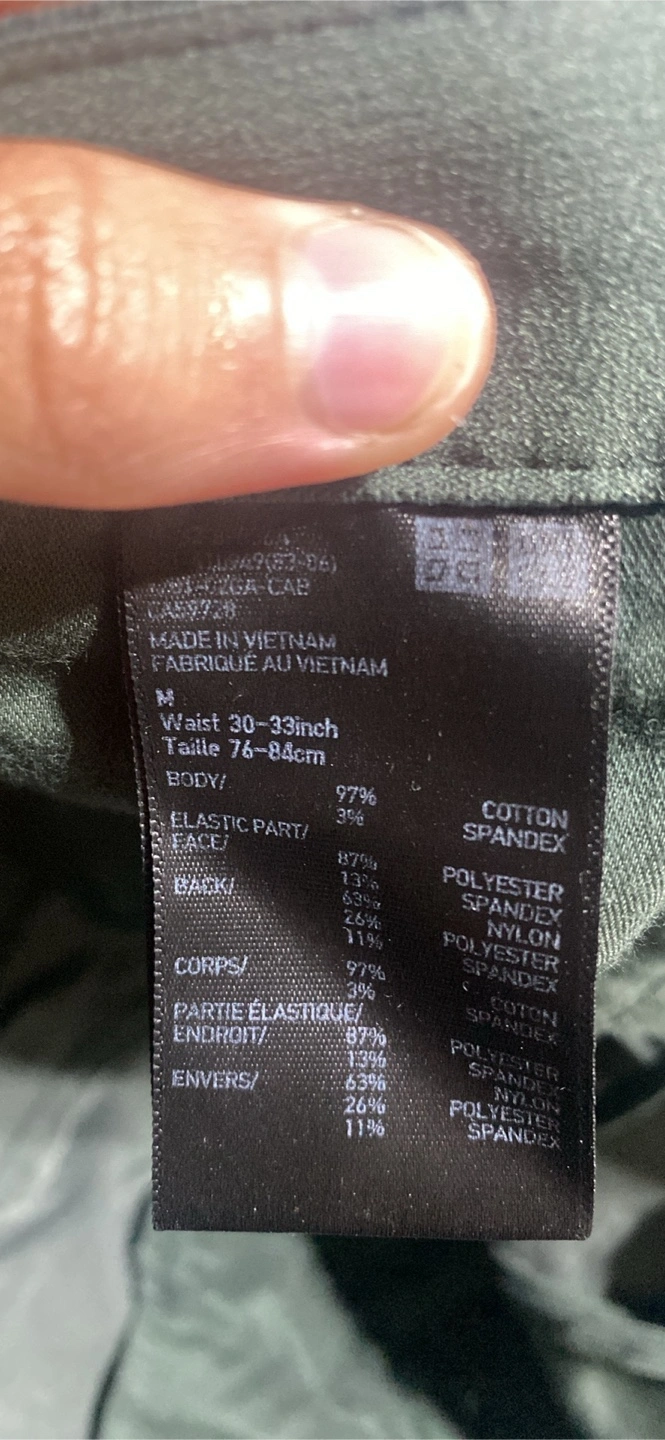 MADE IN VIETNAM
FABRIQUÉ AU VIETNAM
M
Waist 30-33inch
Taille 76-84cm
BODY/
97% COTTON
3% SPANDEX
ELASTIC PART/
FACE/
87% POLYESTER
13% SPANDEX
BACK/
63% NYLON
26% POLYESTER
11% SPANDEX
CORPS/
97% COTTON
3% SPANDEX
PARTIE ÉLASTIQUE/
ENDROIT/
87% POLYESTER
13% SPANDEX
ENVERS/
63% NYLON
26% POLYESTER
11% SPANDEX